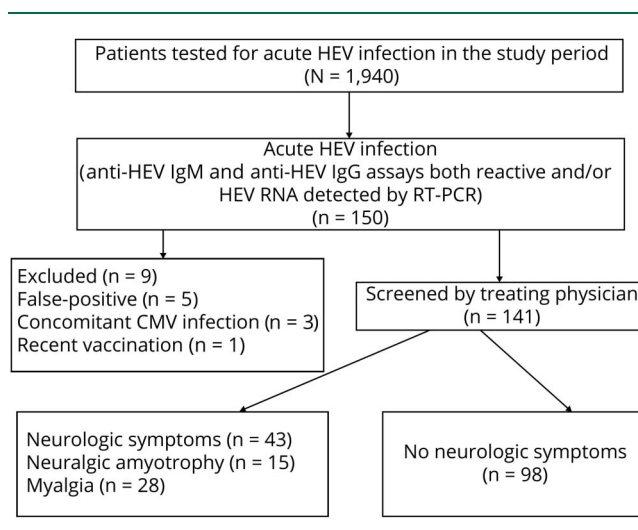 Patients tested for acute HEV infection in the study period
(N = 1,940)
Acute HEV infection
(anti-HEV IgM and anti-HEV IgG assays both reactive and/or
HEV RNA detected by RT-PCR)
(n = 150)
Excluded (n = 9)
False-positive (n = 5)
Concomitant CMV infection (n = 3)
Recent vaccination (n = 1)
Screened by treating physician
(n = 141)
Neurologic symptoms (n = 43)
Neuralgic amyotrophy (n = 15)
Myalgia (n = 28)
No neurologic symptoms
(n = 98)